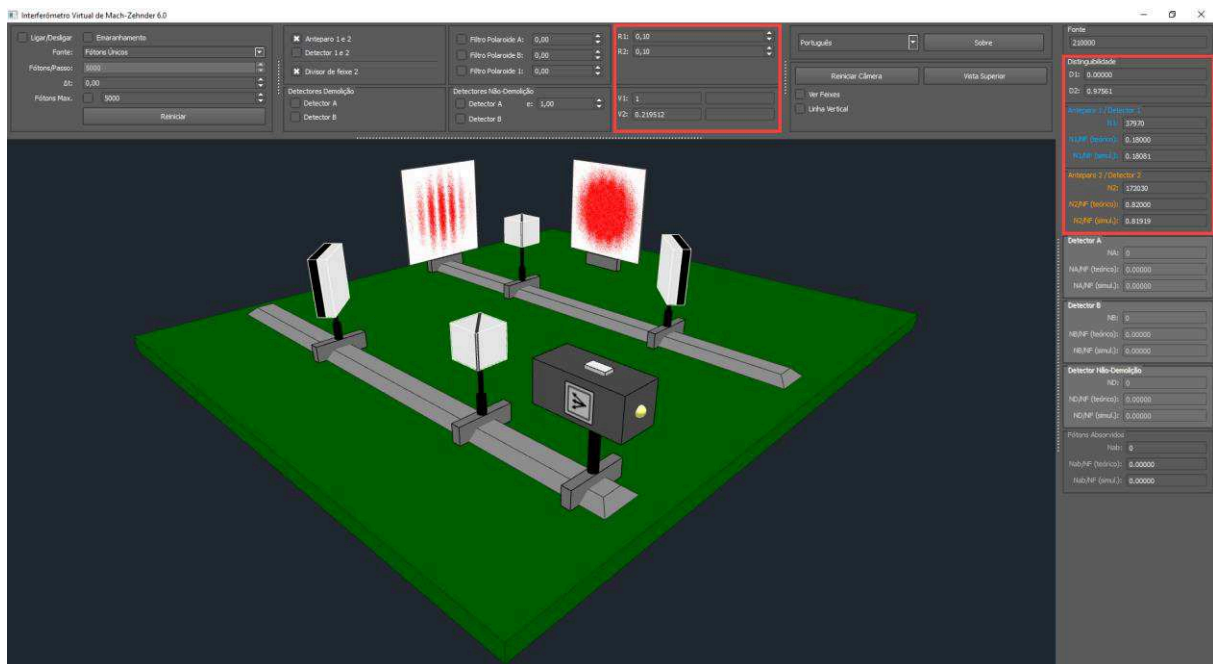 Interferômetro Virtual de Mach-Zehnder 6.0
Ligar/Desligar
Emaranhamento
Fonte: Fótons Únicos
Fótons/Passo: 5000
Δt: 0,00
Fótons Max. 5000
Reiniciar
Anteparo 1 e 2
Detector 1 e 2
Divisor de feixe 2
Detectores Demolição
Detector A
Detector B
Filtro Polaroide A: 0,00
Filtro Polaroide B: 0,00
Filtro Polaroide 1: 0,00
Detectores Não-Demolição
Detector A e: 1,00
Detector B
R1: 0,10
R2: 0,10
V1: 1
V2: 0.219512
Português
Sobre
Reiniciar Câmera
Vista Superior
Ver Feixes
Linha Vertical
Fonte
210000
Distinguibilidade
D1: 0.00000
D2: 0.97561
Anteparo 1 / Detector 1
N1: 37970
N1/NF (teórico): 0.18000
N1/NF (simul.): 0.18081
Anteparo 2 / Detector 2
N2: 172030
N2/NF (teórico): 0.82000
N2/NF (simul.): 0.81919
Detector A
NA: 0
NA/NF (teórico): 0.00000
NA/NF (simul.): 0.00000
Detector B
NB: 0
NB/NF (teórico): 0.00000
NB/NF (simul.): 0.00000
Detector Não-Demolição
ND: 0
ND/NF (teórico): 0.00000
ND/NF (simul.): 0.00000
Fótons Absorvidos
Nab: 0
Nab/NF (teórico): 0.00000
Nab/NF (simul.): 0.00000